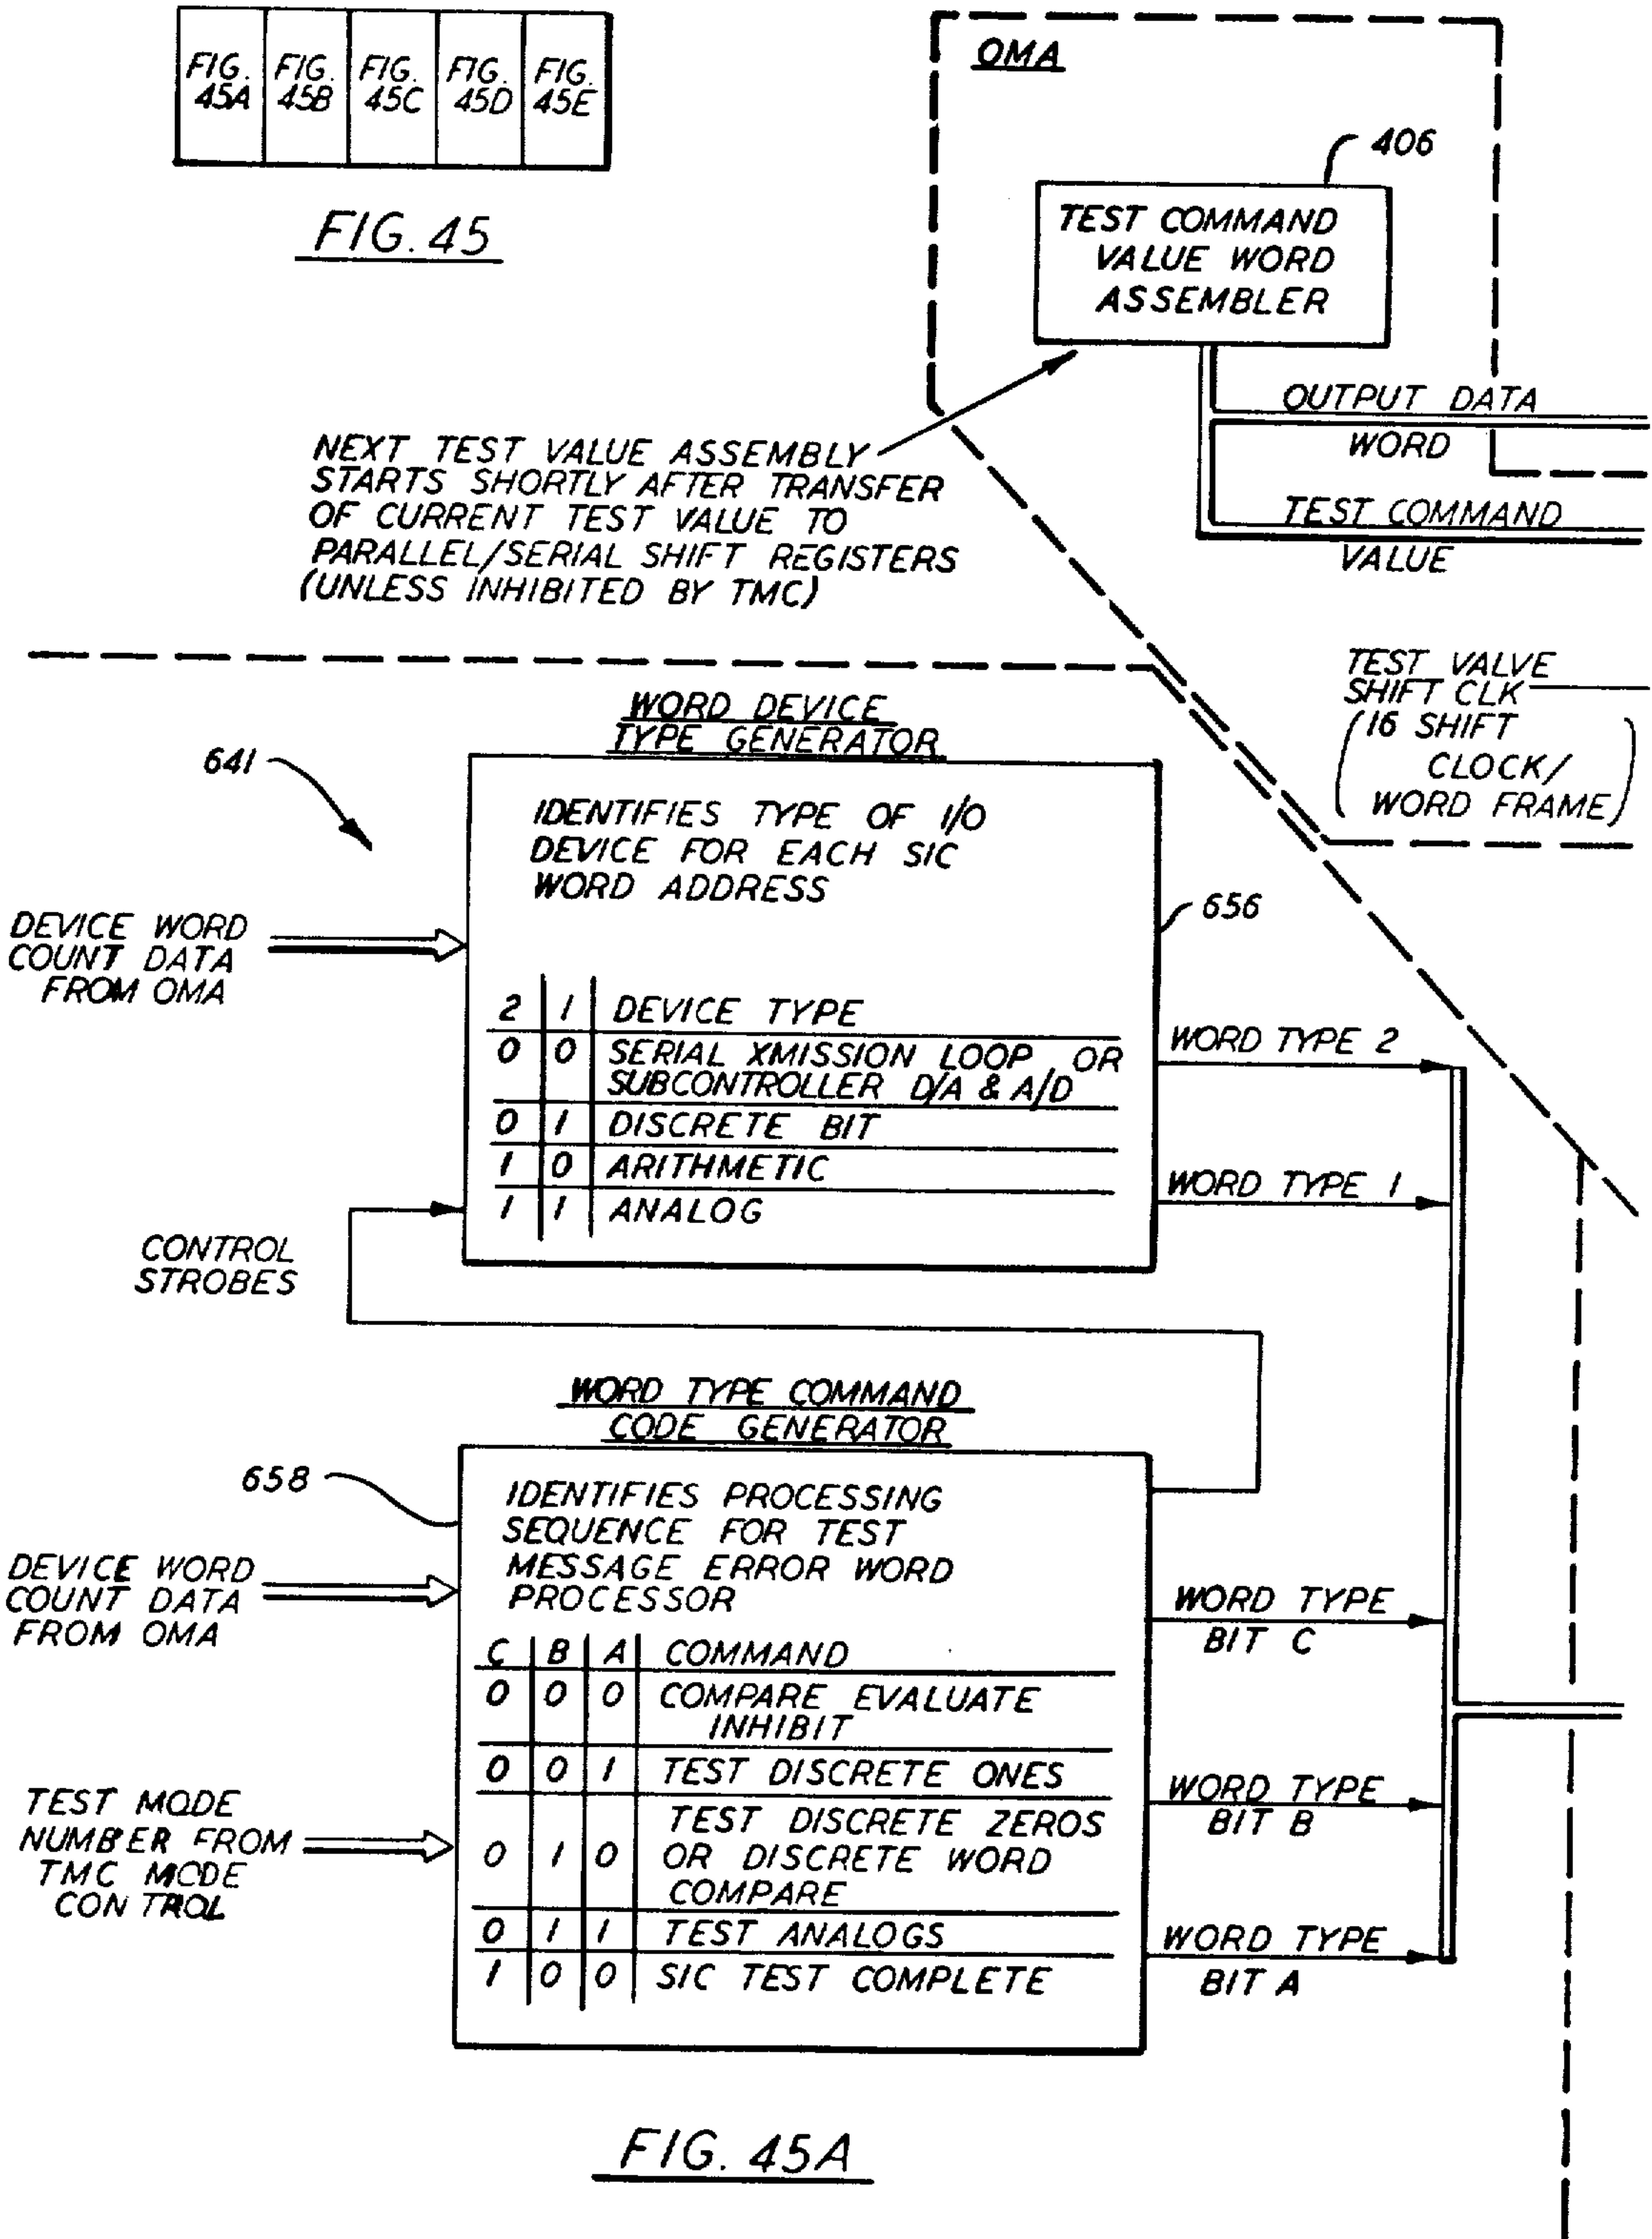 FIG. 45A
FIG. 45B
FIG. 45C
FIG. 45D
FIG. 45E
FIG. 45
OMA
406
TEST COMMAND
VALUE WORD
ASSEMBLER
OUTPUT DATA
WORD
TEST COMMAND
VALUE
NEXT TEST VALUE ASSEMBLY
STARTS SHORTLY AFTER TRANSFER
OF CURRENT TEST VALUE TO
PARALLEL/SERIAL SHIFT REGISTERS
(UNLESS INHIBITED BY TMC)
TEST VALVE
SHIFT CLK
(16 SHIFT
CLOCK/
WORD FRAME)
641
WORD DEVICE
TYPE GENERATOR
IDENTIFIES TYPE OF I/O
DEVICE FOR EACH SIC
WORD ADDRESS
656
DEVICE WORD
COUNT DATA
FROM OMA
2 1 DEVICE TYPE
0 0 SERIAL XMISSION LOOP OR
SUBCONTROLLER D/A & A/D
0 1 DISCRETE BIT
1 0 ARITHMETIC
1 1 ANALOG
WORD TYPE 2
WORD TYPE 1
CONTROL
STROBES
WORD TYPE COMMAND
CODE GENERATOR
658
IDENTIFIES PROCESSING
SEQUENCE FOR TEST
MESSAGE ERROR WORD
PROCESSOR
DEVICE WORD
COUNT DATA
FROM OMA
C B A COMMAND
0 0 0 COMPARE EVALUATE
INHIBIT
0 0 1 TEST DISCRETE ONES
TEST DISCRETE ZEROS
0 1 0 OR DISCRETE WORD
COMPARE
0 1 1 TEST ANALOGS
1 0 0 SIC TEST COMPLETE
TEST MODE
NUMBER FROM
TMC MODE
CONTROL
WORD TYPE
BIT C
WORD TYPE
BIT B
WORD TYPE
BIT A
FIG. 45A